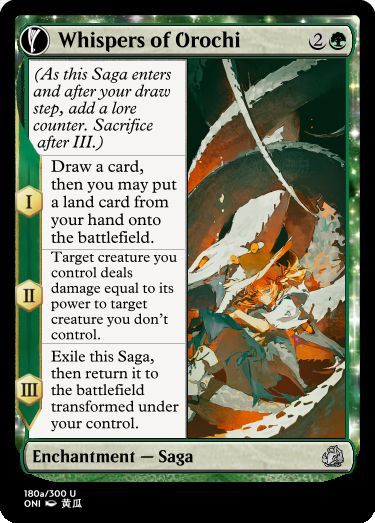 Whispers of Orochi 2
(As this Saga enters
and after your draw
step, add a lore
counter. Sacrifice
after III.)
I
Draw a card,
then you may put
a land card from
your hand onto
the battlefield.
II
Target creature you
control deals
damage equal to its
power to target
creature you don't
control.
III
Exile this Saga,
then return it to
the battlefield
transformed under
your control.
Enchantment — Saga
180a/300 U
ONI 黄瓜